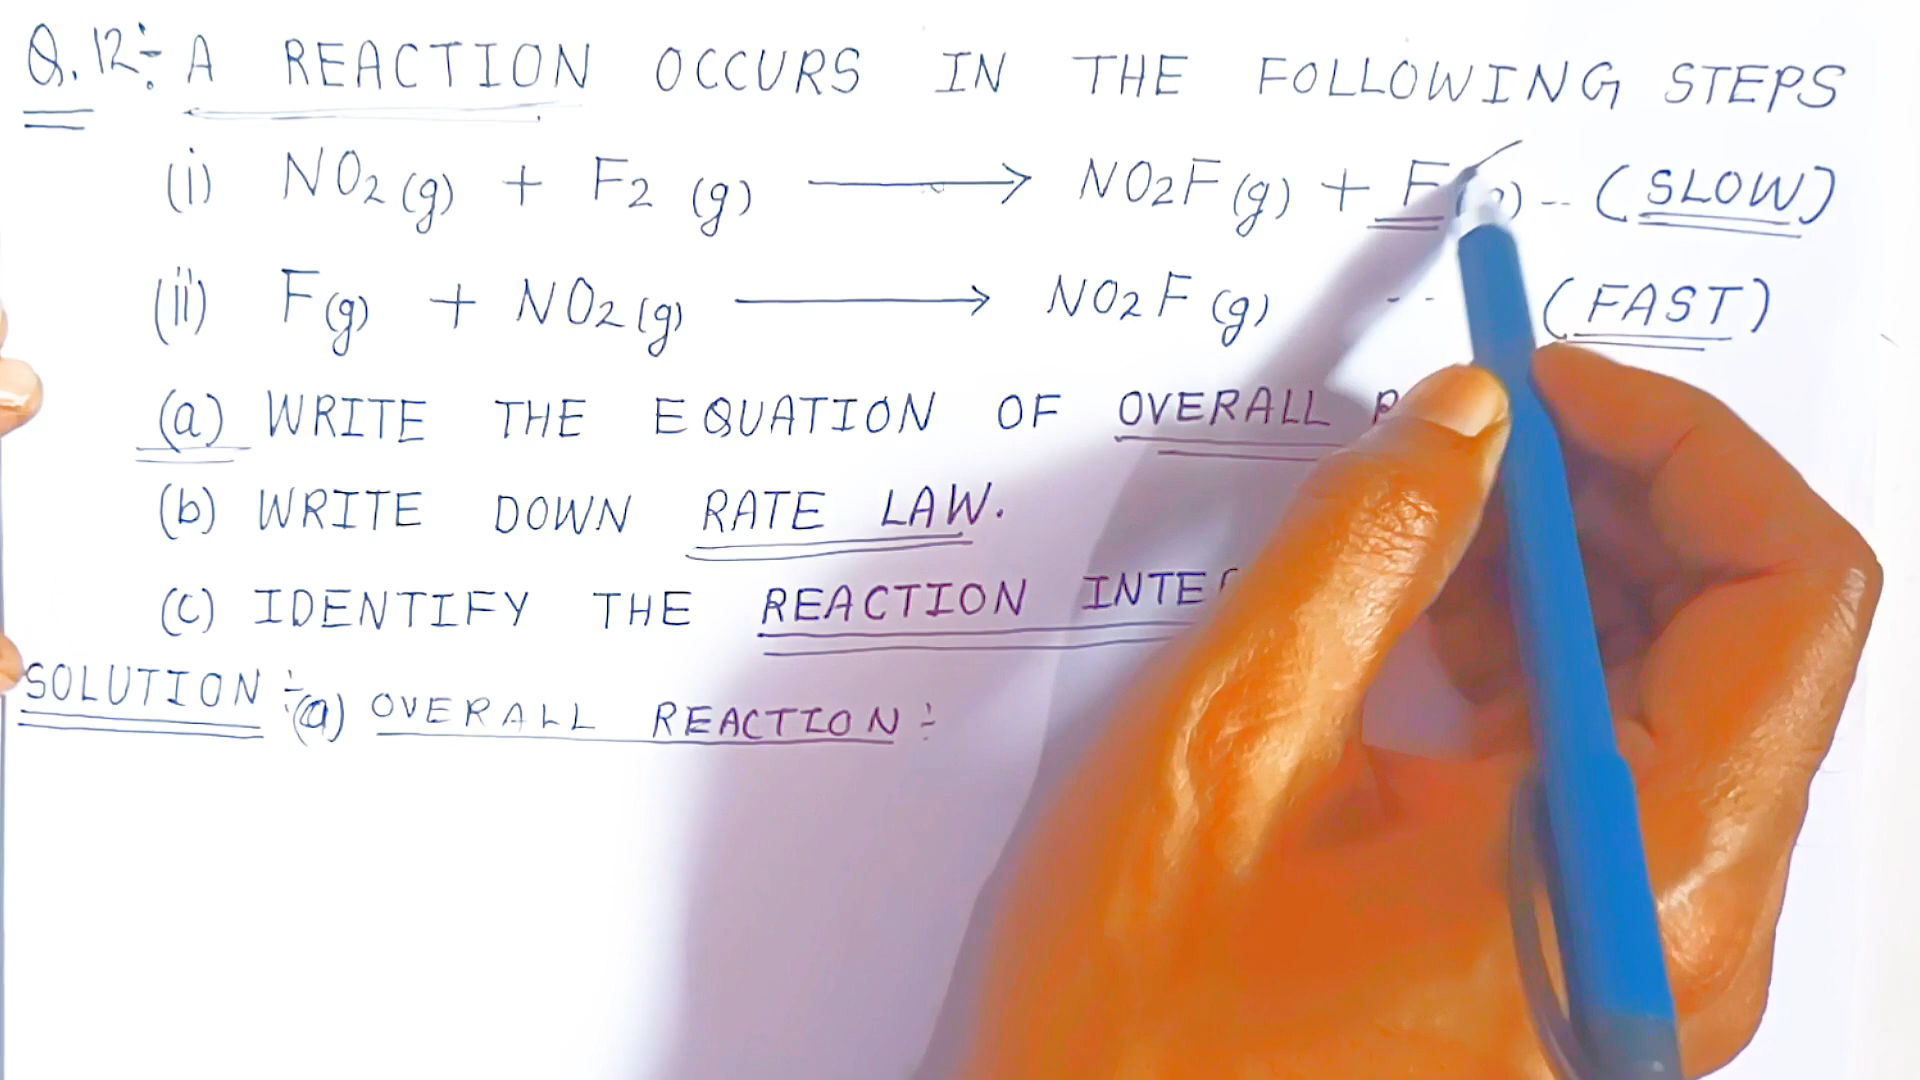 Q.12÷ A REACTION OCCURS IN THE FOLLOWING STEPS
(i) NO2(g) + F2 (g) ⟶ NO2F(g) + F -- (SLOW)
(ii) F(g) + NO2(g) ⟶ NO2F(g) -- (FAST)
(a) WRITE THE EQUATION OF OVERALL
(b) WRITE DOWN RATE LAW.
(c) IDENTIFY THE REACTION
SOLUTION ÷(a) OVERALL REACTION÷